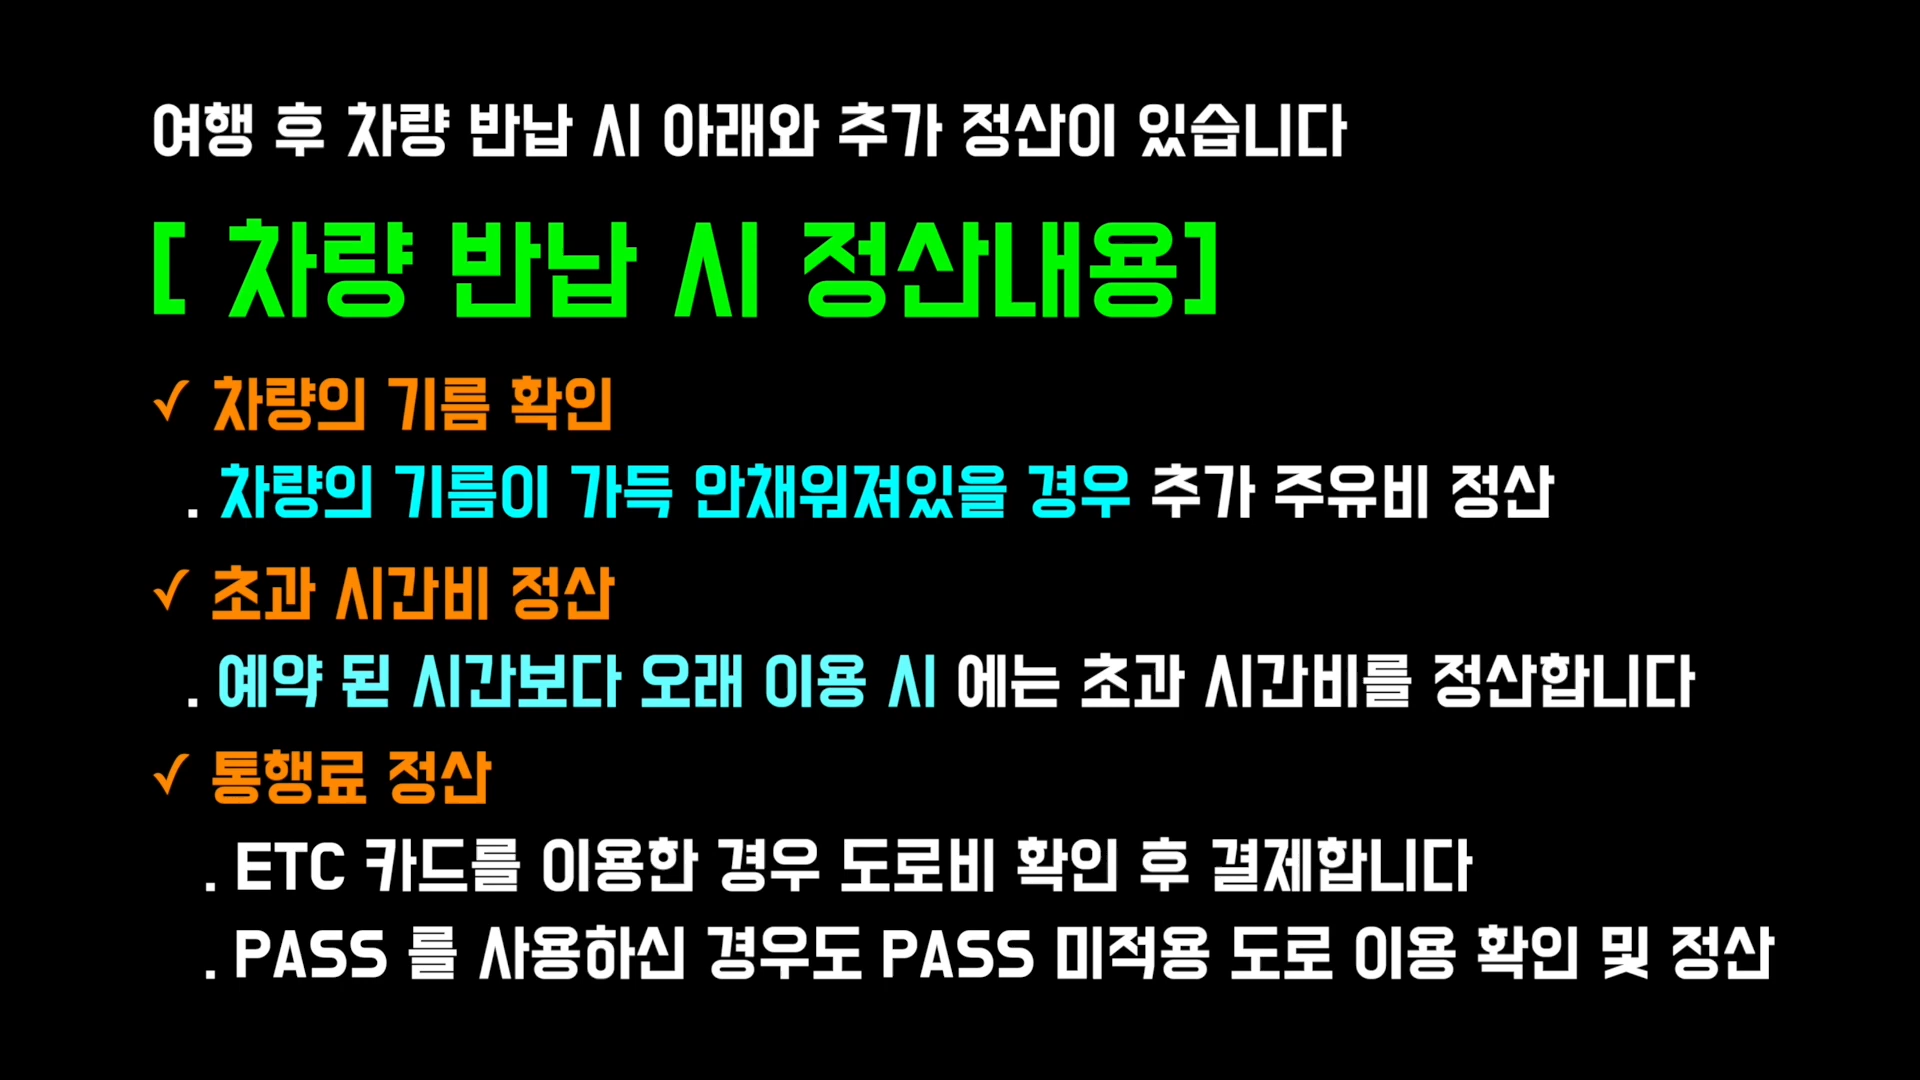 여행 후 차량 반납 시 아래와 추가 정산이 있습니다
[ 차량 반납 시 정산내용]
✓ 차량의 기름 확인
. 차량의 기름이 가득 안채워져있을 경우 추가 주유비 정산
✓ 초과 시간비 정산
. 예약 된 시간보다 오래 이용 시 에는 초과 시간비를 정산합니다
✓ 통행료 정산
. ETC 카드를 이용한 경우 도로비 확인 후 결제합니다
. PASS 를 사용하신 경우도 PASS 미적용 도로 이용 확인 및 정산